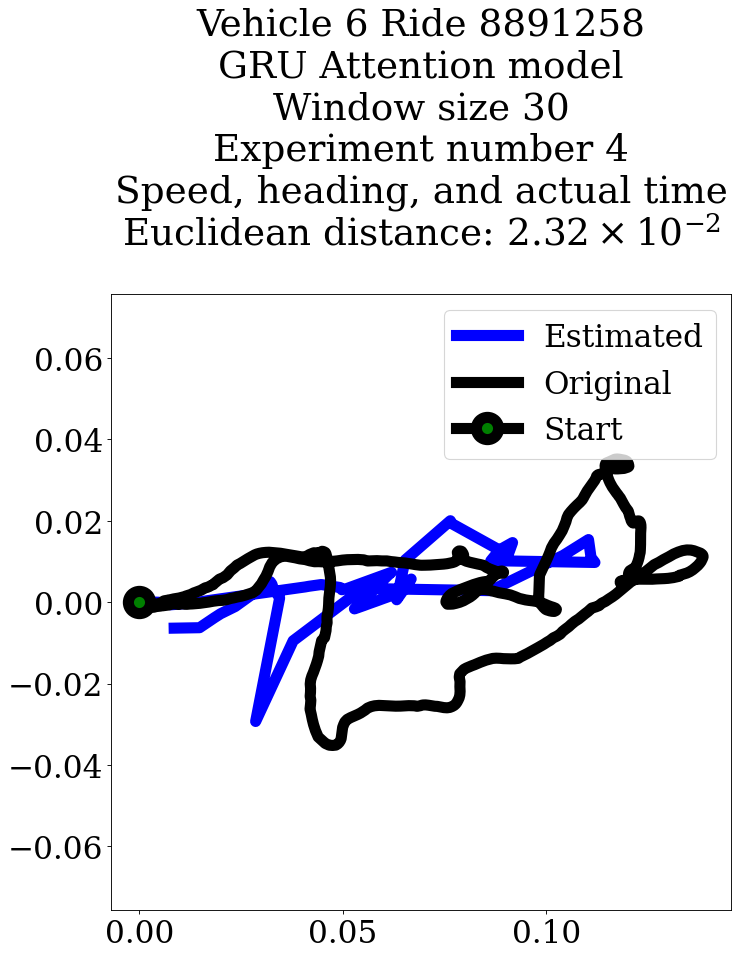 Vehicle 6 Ride 8891258
GRU Attention model
Window size 30
Experiment number 4
Speed, heading, and actual time
Euclidean distance: 2.32 × 10⁻²
Estimated
Original
Start
0.06
0.04
0.02
0.00
−0.02
−0.04
−0.06
0.00 0.05 0.10